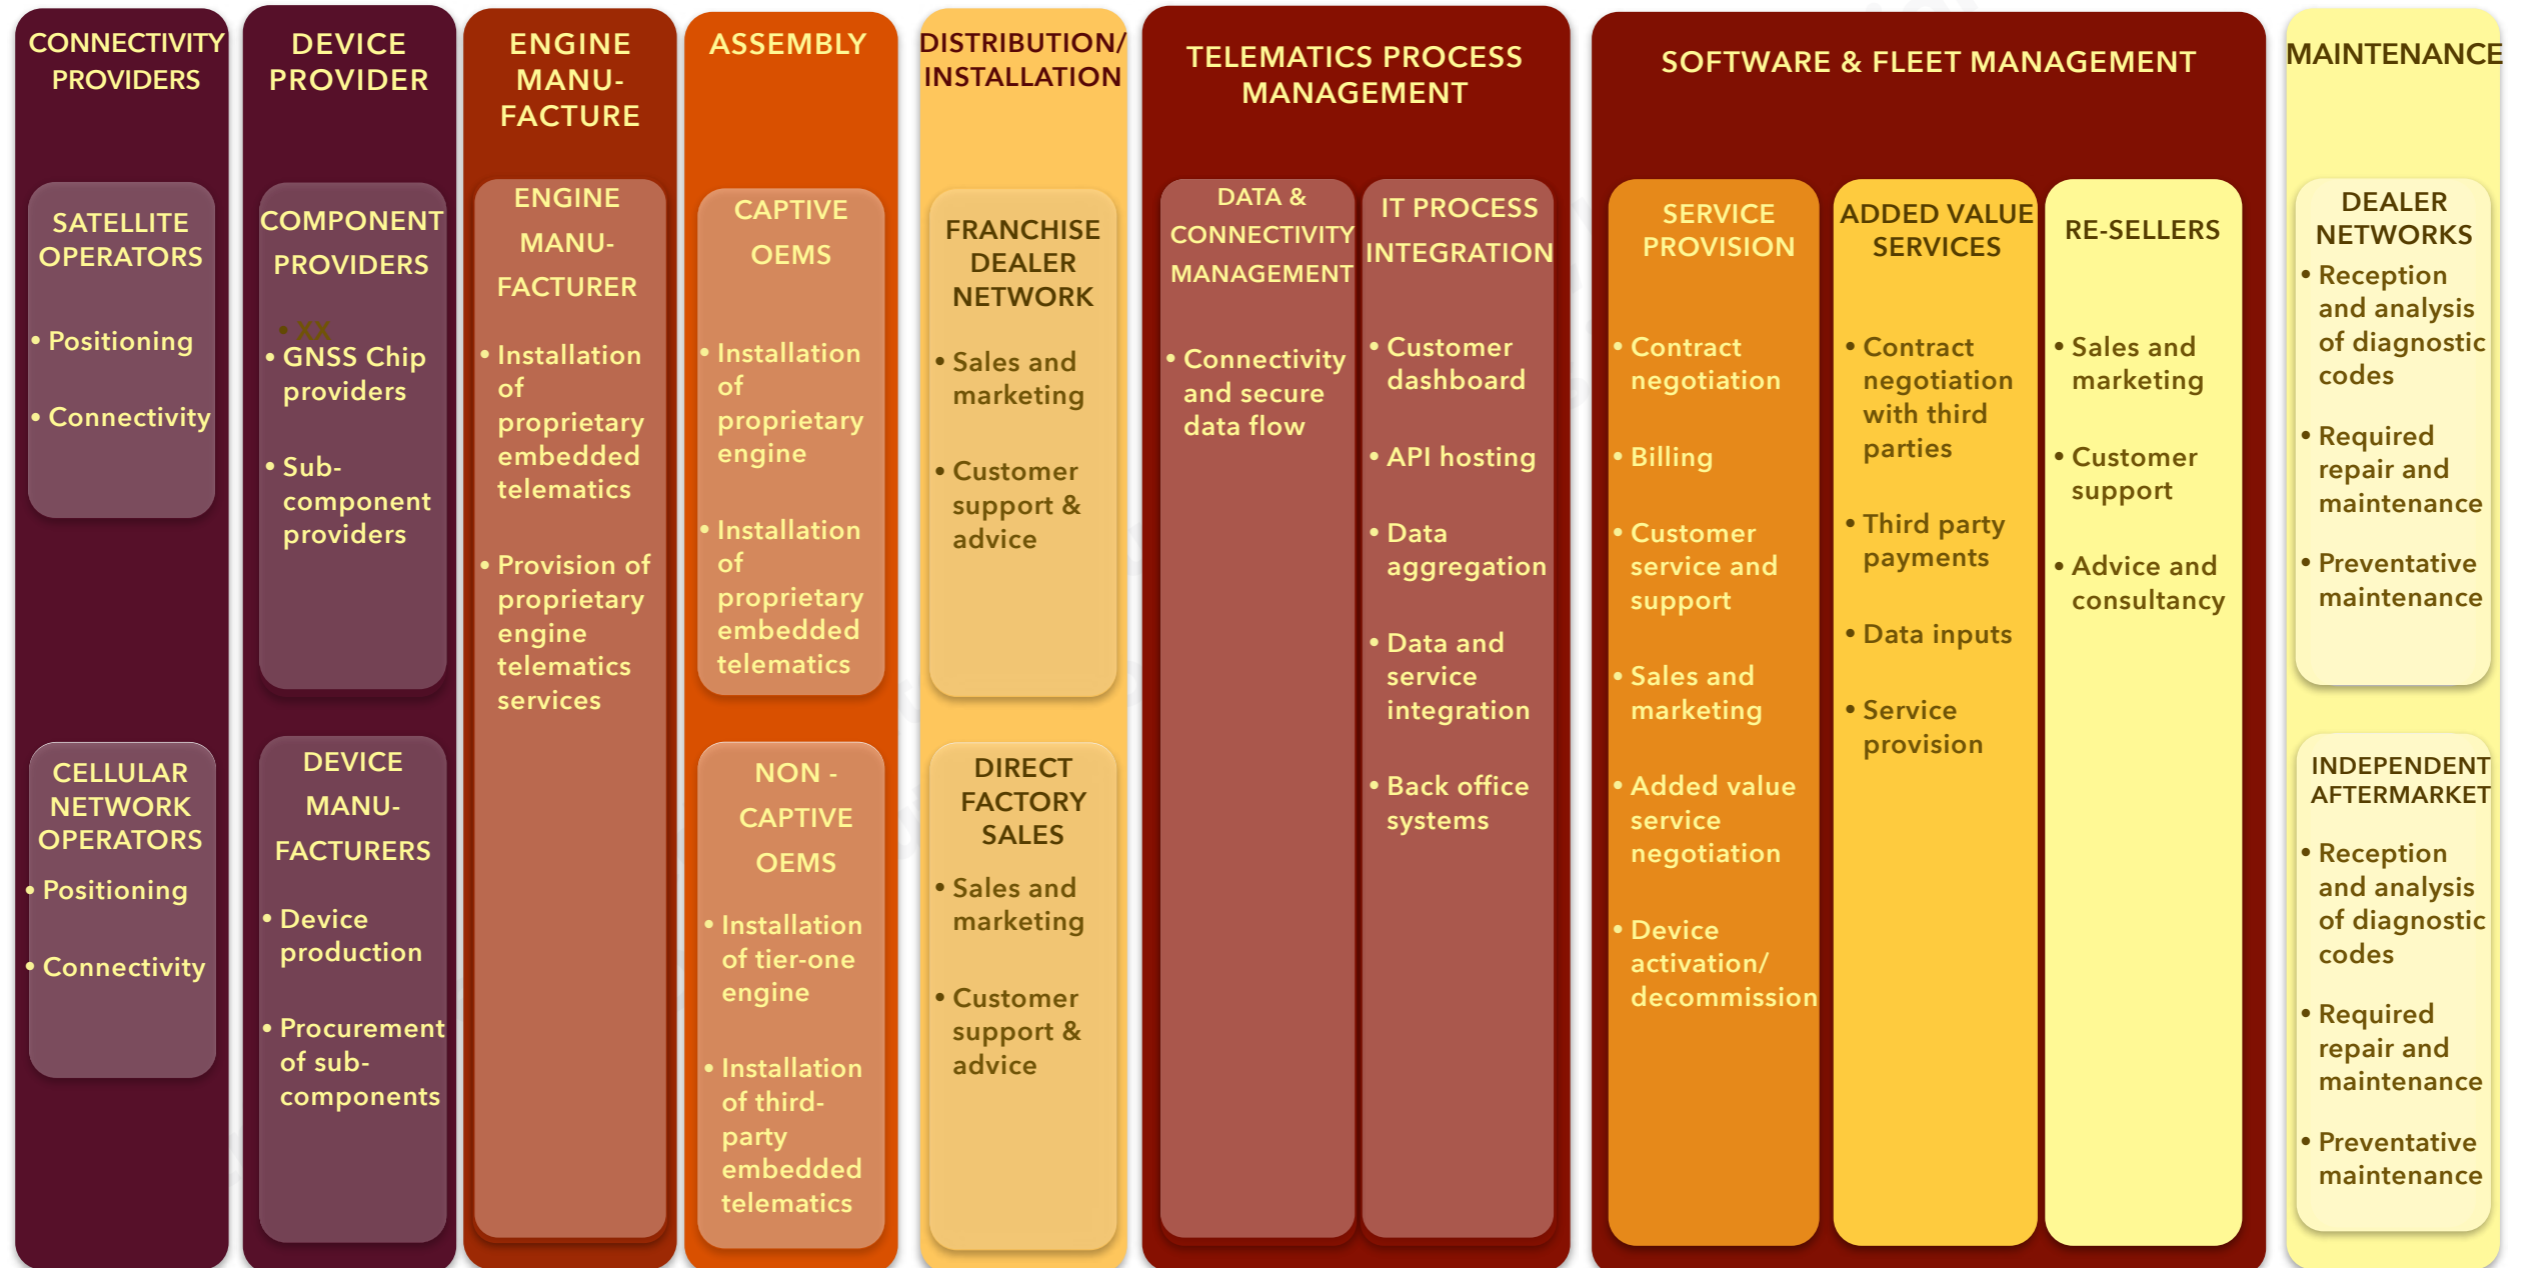 CONNECTIVITY
PROVIDERS
SATELLITE
OPERATORS
• Positioning
• Connectivity
CELLULAR
NETWORK
OPERATORS
• Positioning
• Connectivity
DEVICE
PROVIDER
COMPONENT
PROVIDERS
• XX
• GNSS Chip
providers
• Sub-
component
providers
DEVICE
MANU-
FACTURERS
• Device
production
• Procurement
of sub-
components
ENGINE
MANU-
FACTURE
ENGINE
MANU-
FACTURER
• Installation
of
proprietary
embedded
telematics
• Provision of
proprietary
engine
telematics
services
ASSEMBLY
CAPTIVE
OEMS
• Installation
of
proprietary
engine
• Installation
of
proprietary
embedded
telematics
NON -
CAPTIVE
OEMS
• Installation
of tier-one
engine
• Installation
of third-
party
embedded
telematics
DISTRIBUTION/
INSTALLATION
FRANCHISE
DEALER
NETWORK
• Sales and
marketing
• Customer
support &
advice
DIRECT
FACTORY
SALES
• Sales and
marketing
• Customer
support &
advice
TELEMATICS PROCESS
MANAGEMENT
DATA &
CONNECTIVITY
MANAGEMENT
• Connectivity
and secure
data flow
IT PROCESS
INTEGRATION
• Customer
dashboard
• API hosting
• Data
aggregation
• Data and
service
integration
• Back office
systems
SOFTWARE & FLEET MANAGEMENT
SERVICE
PROVISION
• Contract
negotiation
• Billing
• Customer
service and
support
• Sales and
marketing
• Added value
service
negotiation
• Device
activation/
decommission
ADDED VALUE
SERVICES
• Contract
negotiation
with third
parties
• Third party
payments
• Data inputs
• Service
provision
RE-SELLERS
• Sales and
marketing
• Customer
support
• Advice and
consultancy
MAINTENANCE
DEALER
NETWORKS
• Reception
and analysis
of diagnostic
codes
• Required
repair and
maintenance
• Preventative
maintenance
INDEPENDENT
AFTERMARKET
• Reception
and analysis
of diagnostic
codes
• Required
repair and
maintenance
• Preventative
maintenance